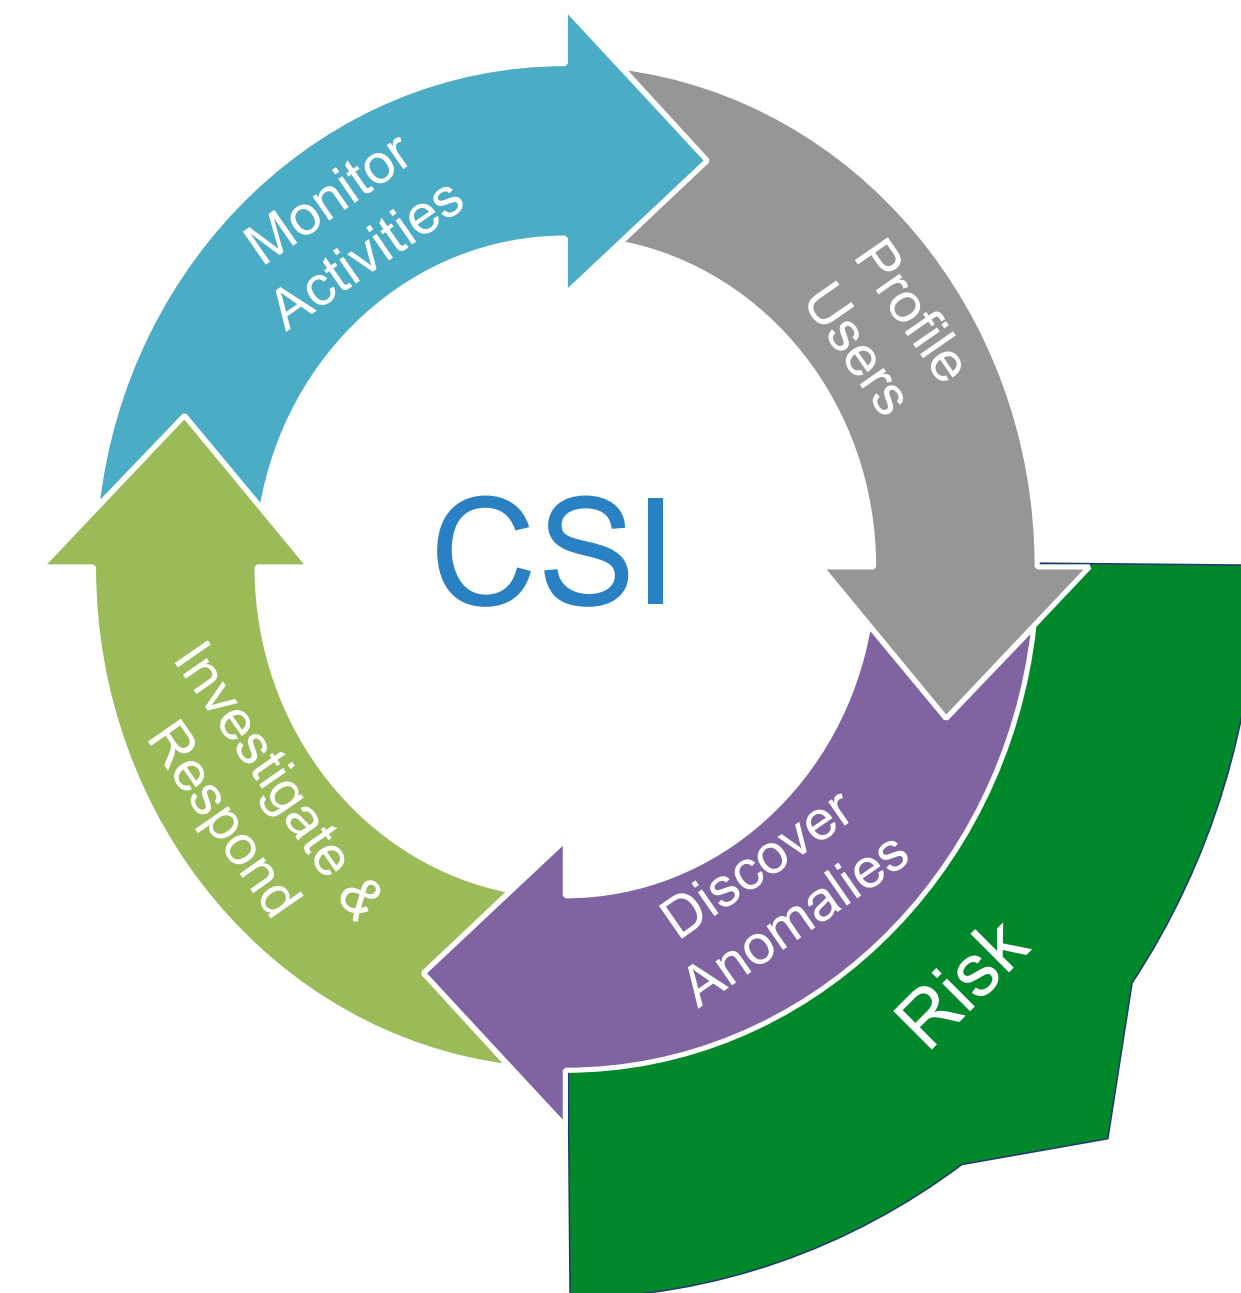 Monitor
Activities
Profile
Users
CSI
Investigate &
Respond
Discover
Anomalies
Risk